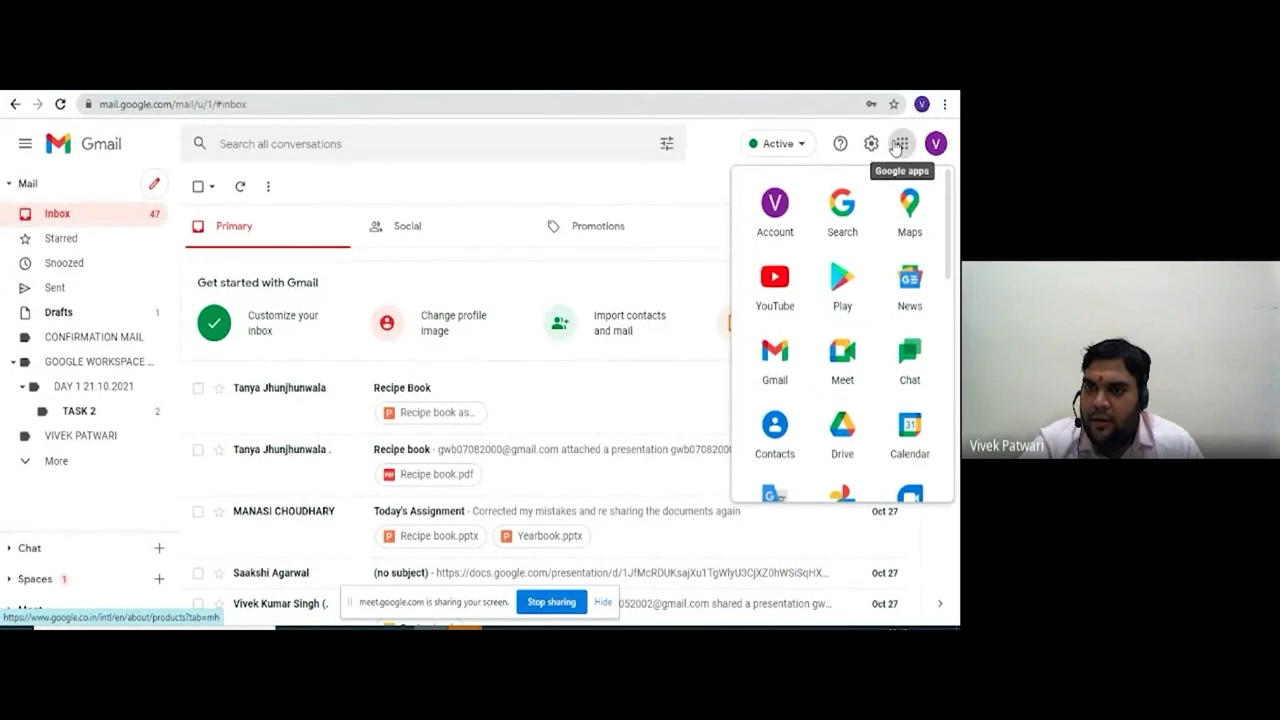 mail.google.com/mail/u/1/#inbox
V
Gmail
Search all conversations
Active
V
Google apps
Mail
Inbox 47
Starred
Snoozed
Sent
Drafts 1
CONFIRMATION MAIL
GOOGLE WORKSPACE ...
DAY 1 21.10.2021
TASK 2 2
VIVEK PATWARI
More
Chat
Spaces 1
Primary
Social
Promotions
Get started with Gmail
Customize your
inbox
Change profile
image
Import contacts
and mail
Tanya Jhunjhunwala Recipe Book
Recipe book as...
Tanya Jhunjhunwala . Recipe book - gwb07082000@gmail.com attached a presentation gwb0708200
Recipe book.pdf
MANASI CHOUDHARY Today's Assignment - Corrected my mistakes and re sharing the documents again Oct 27
Recipe book.pptx Yearbook.pptx
Saakshi Agarwal (no subject) - Oct 27
Vivek Kumar Singh (. 052002@gmail.com shared a presentation gw... Oct 27
meet.google.com is sharing your screen. Stop sharing Hide
https://www.google.co.in/intl/en/about/products?tab=mh
V
Account Search Maps
YouTube Play News
Gmail Meet Chat
31
Contacts Drive Calendar
Vivek Patwari